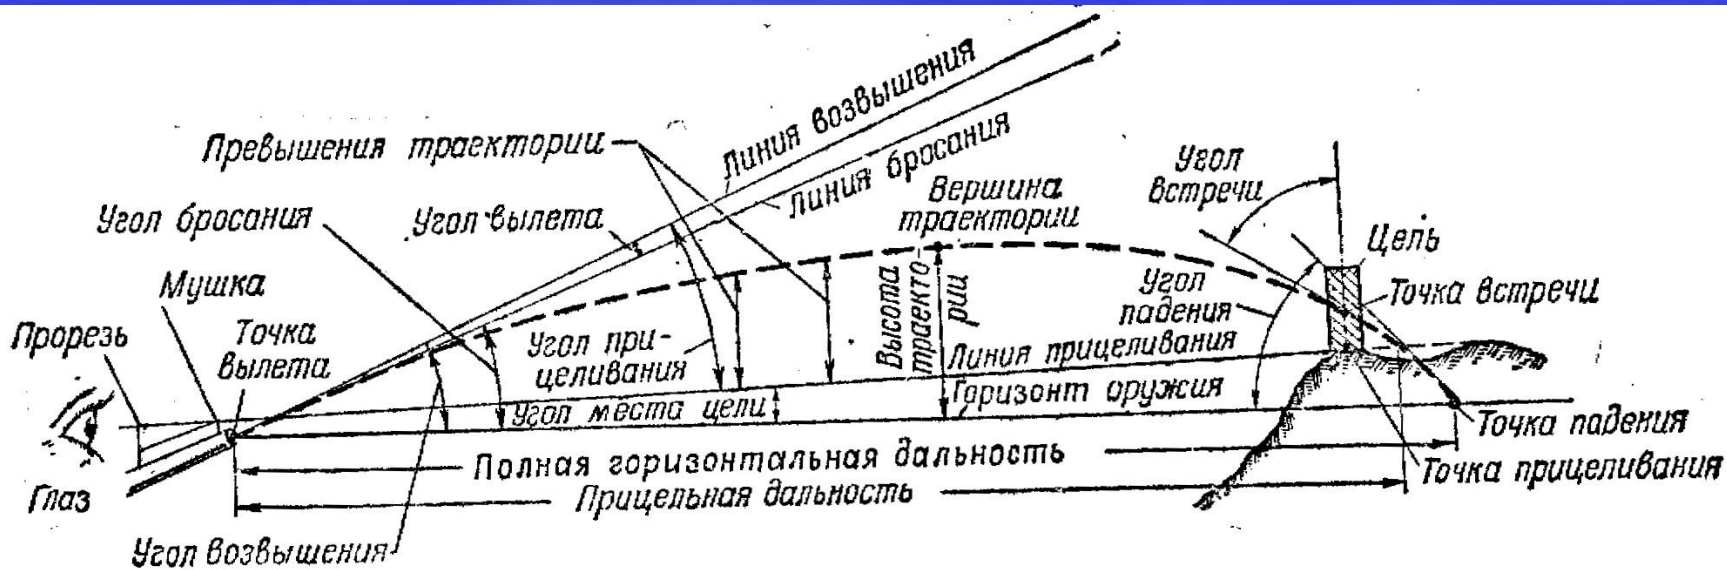 Линия возвышения
Линия бросания
Превышения траектории
Угол бросания
Угол вылета
Вершина
траектории
Угол
встречи
Цель
Мушка
Прорезь
Точка
вылета
Угол при-
целивания
Высота
траекто-
рии
Угол
падения
Точка встречи
Линия прицеливания
Горизонт оружия
Угол места цели
Точка падения
Полная горизонтальная дальность
Точка прицеливания
Прицельная дальность
Глаз
Угол возвышения